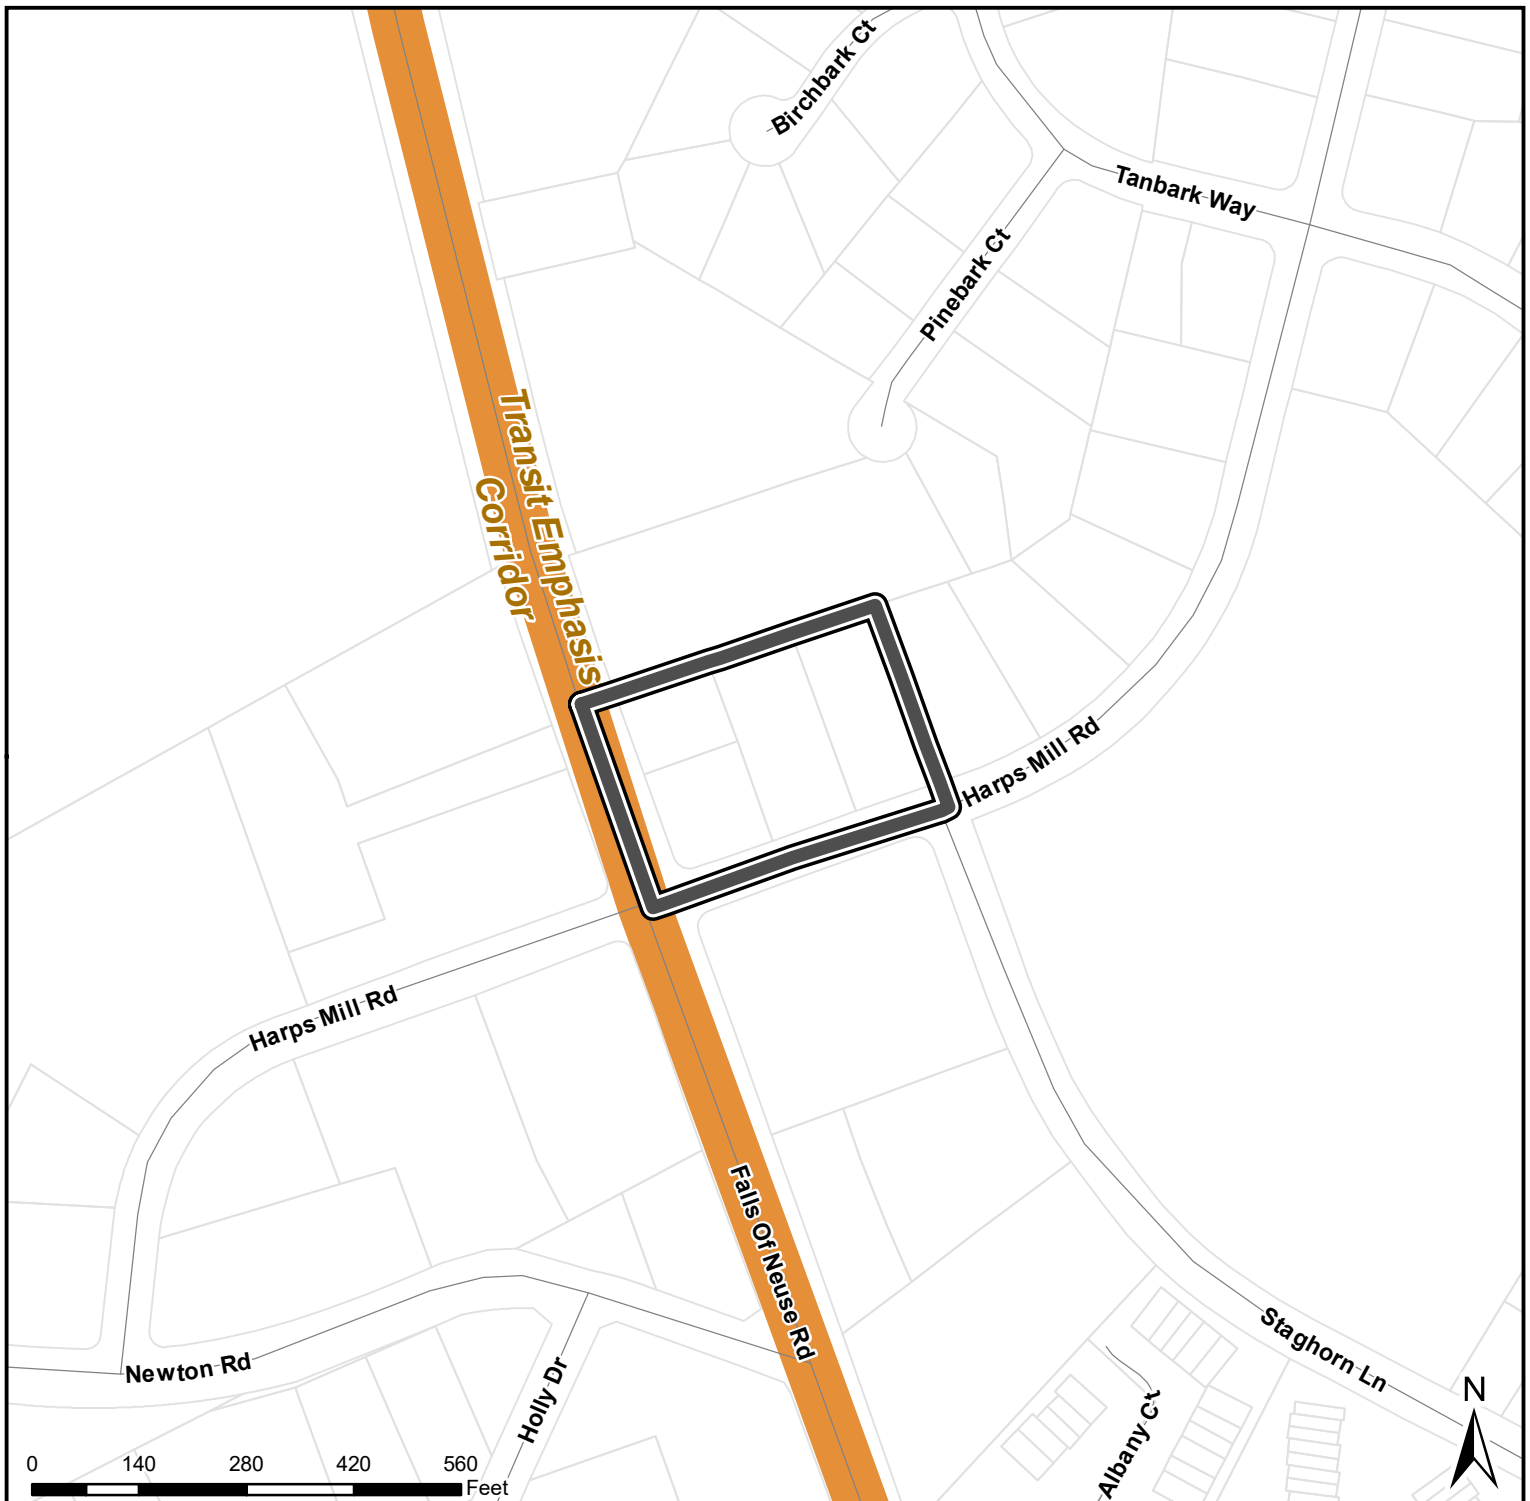 Birchbark Ct
Tanbark Way
Pinebark Ct
Transit Emphasis
Corridor
Harps Mill Rd
Harps Mill Rd
Falls Of Neuse Rd
Newton Rd
Holly Dr
Staghorn Ln
Albany Ct
N
0 140 280 420 560
Feet